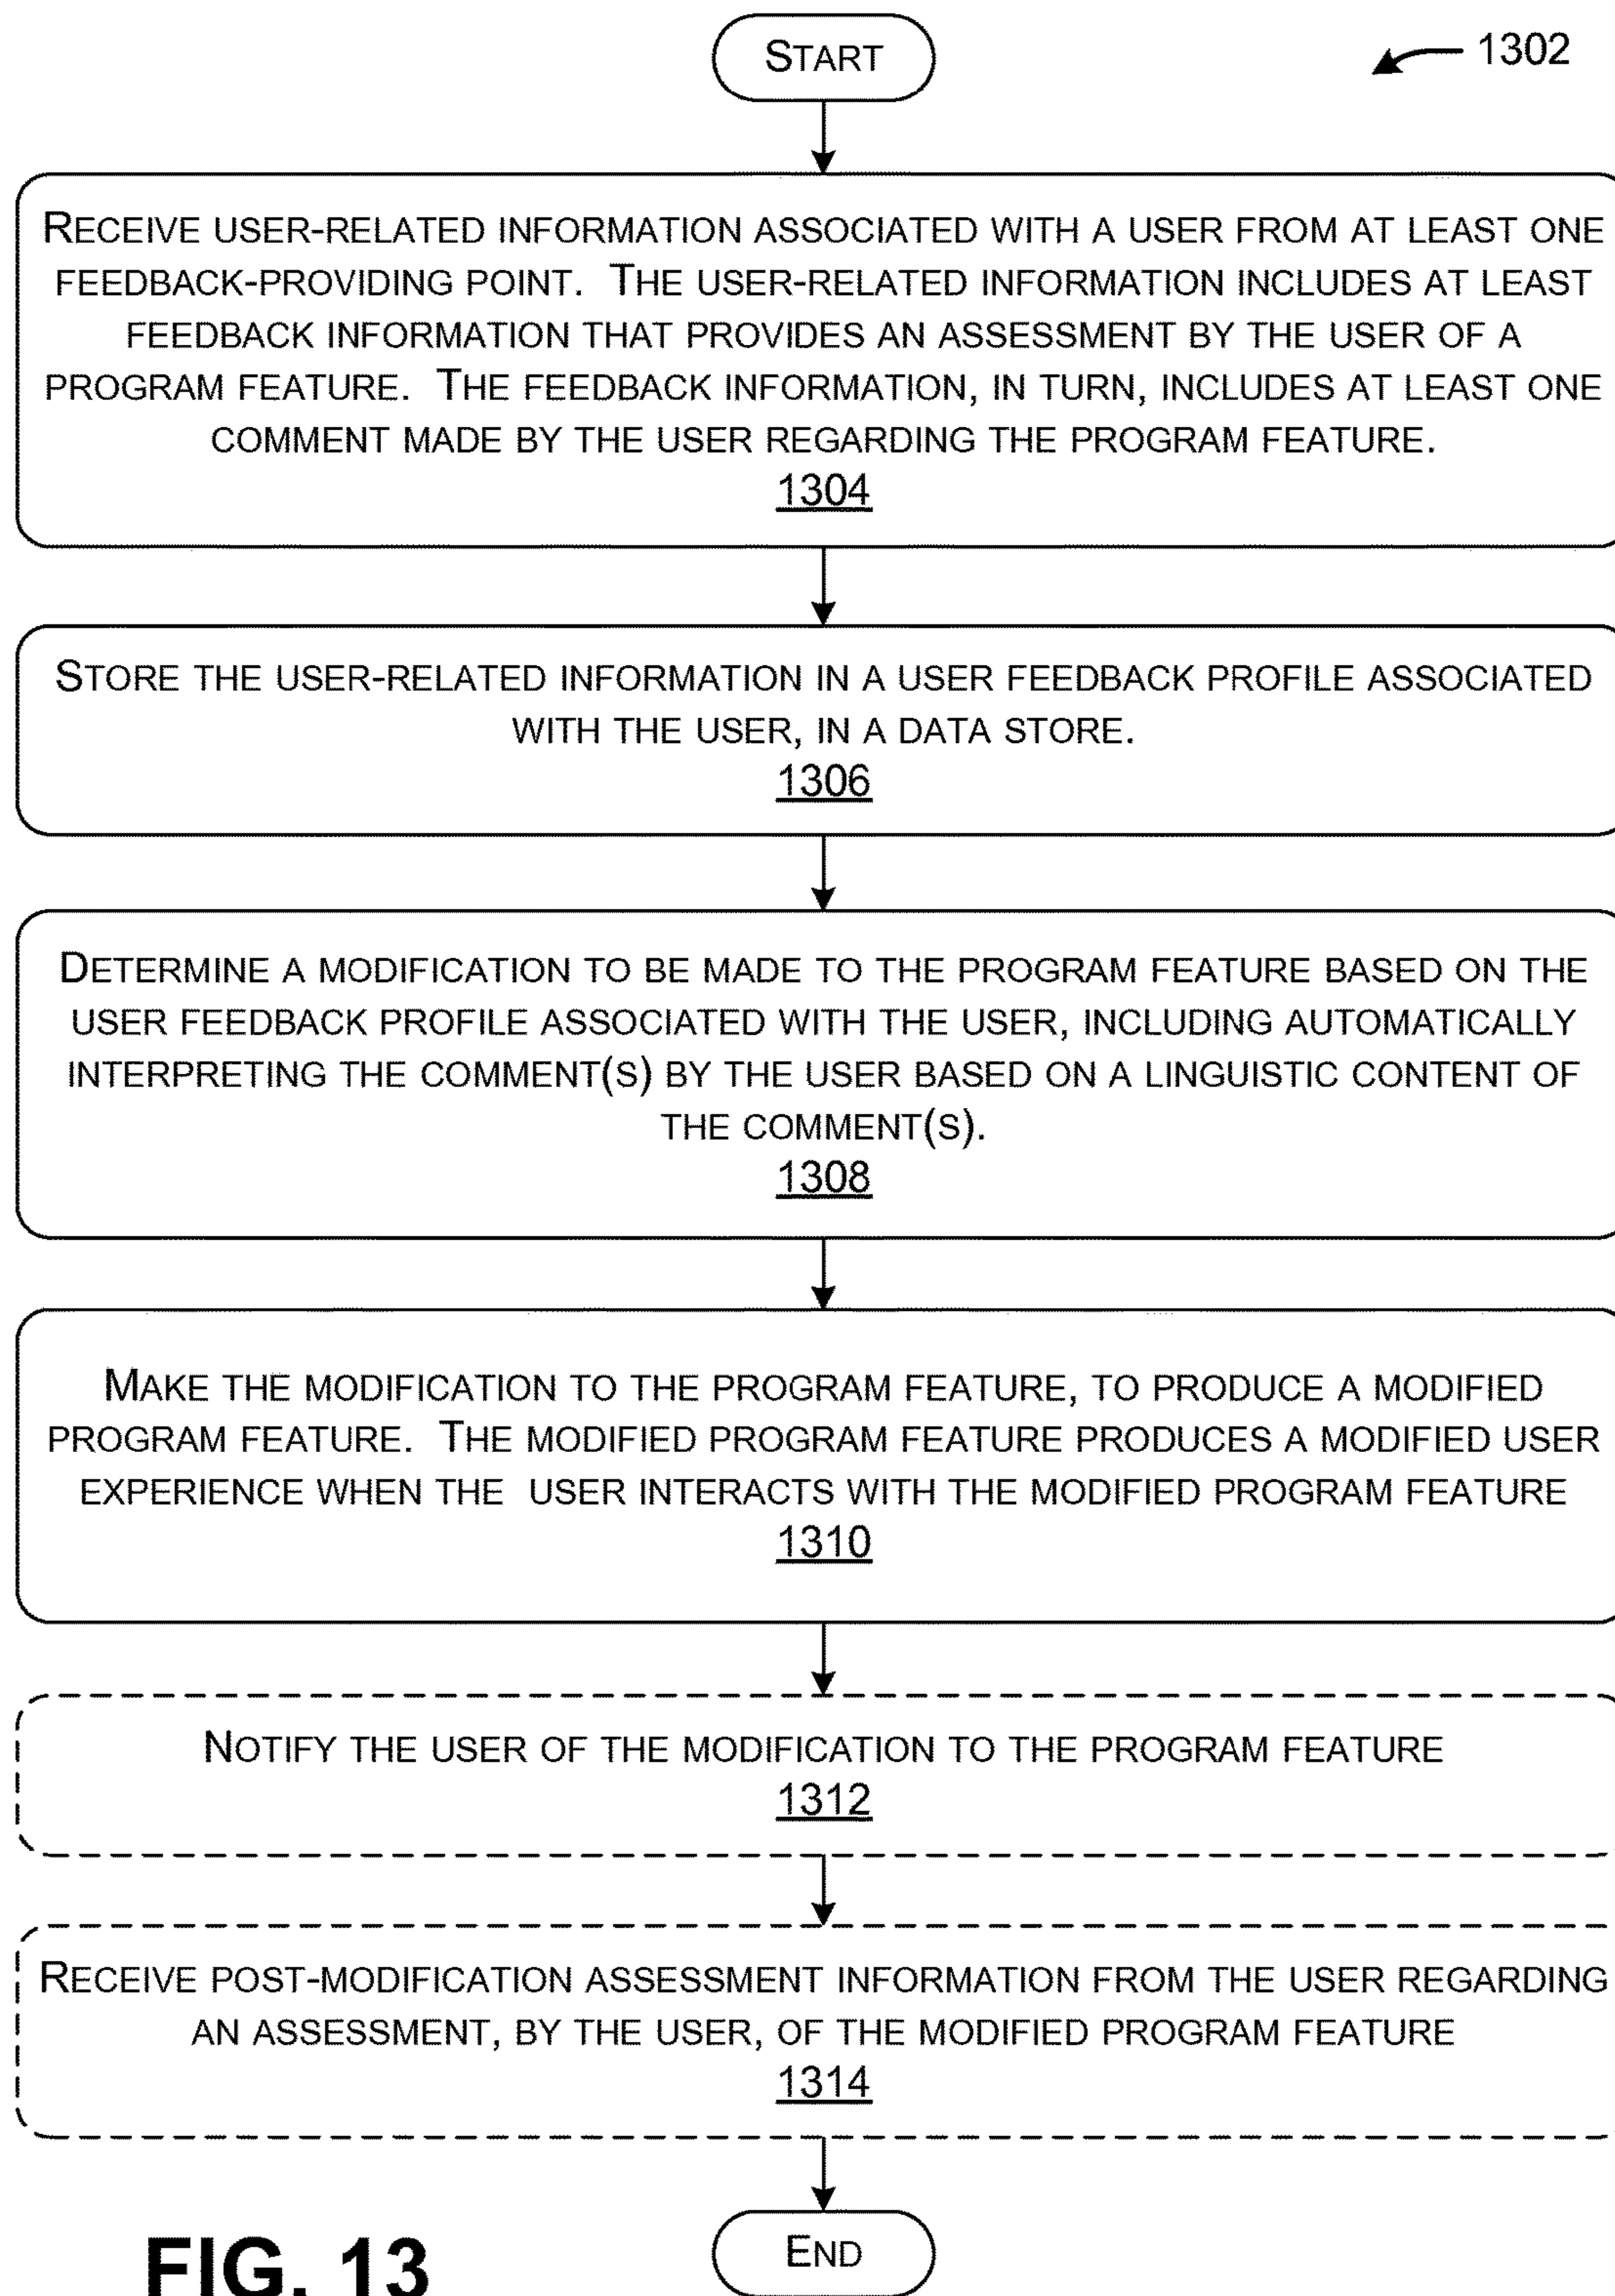 START
1302
RECEIVE USER-RELATED INFORMATION ASSOCIATED WITH A USER FROM AT LEAST ONE
FEEDBACK-PROVIDING POINT. THE USER-RELATED INFORMATION INCLUDES AT LEAST
FEEDBACK INFORMATION THAT PROVIDES AN ASSESSMENT BY THE USER OF A
PROGRAM FEATURE. THE FEEDBACK INFORMATION, IN TURN, INCLUDES AT LEAST ONE
COMMENT MADE BY THE USER REGARDING THE PROGRAM FEATURE.
1304
STORE THE USER-RELATED INFORMATION IN A USER FEEDBACK PROFILE ASSOCIATED
WITH THE USER, IN A DATA STORE.
1306
DETERMINE A MODIFICATION TO BE MADE TO THE PROGRAM FEATURE BASED ON THE
USER FEEDBACK PROFILE ASSOCIATED WITH THE USER, INCLUDING AUTOMATICALLY
INTERPRETING THE COMMENT(S) BY THE USER BASED ON A LINGUISTIC CONTENT OF
THE COMMENT(S).
1308
MAKE THE MODIFICATION TO THE PROGRAM FEATURE, TO PRODUCE A MODIFIED
PROGRAM FEATURE. THE MODIFIED PROGRAM FEATURE PRODUCES A MODIFIED USER
EXPERIENCE WHEN THE USER INTERACTS WITH THE MODIFIED PROGRAM FEATURE
1310
NOTIFY THE USER OF THE MODIFICATION TO THE PROGRAM FEATURE
1312
RECEIVE POST-MODIFICATION ASSESSMENT INFORMATION FROM THE USER REGARDING
AN ASSESSMENT, BY THE USER, OF THE MODIFIED PROGRAM FEATURE
1314
END
FIG. 13